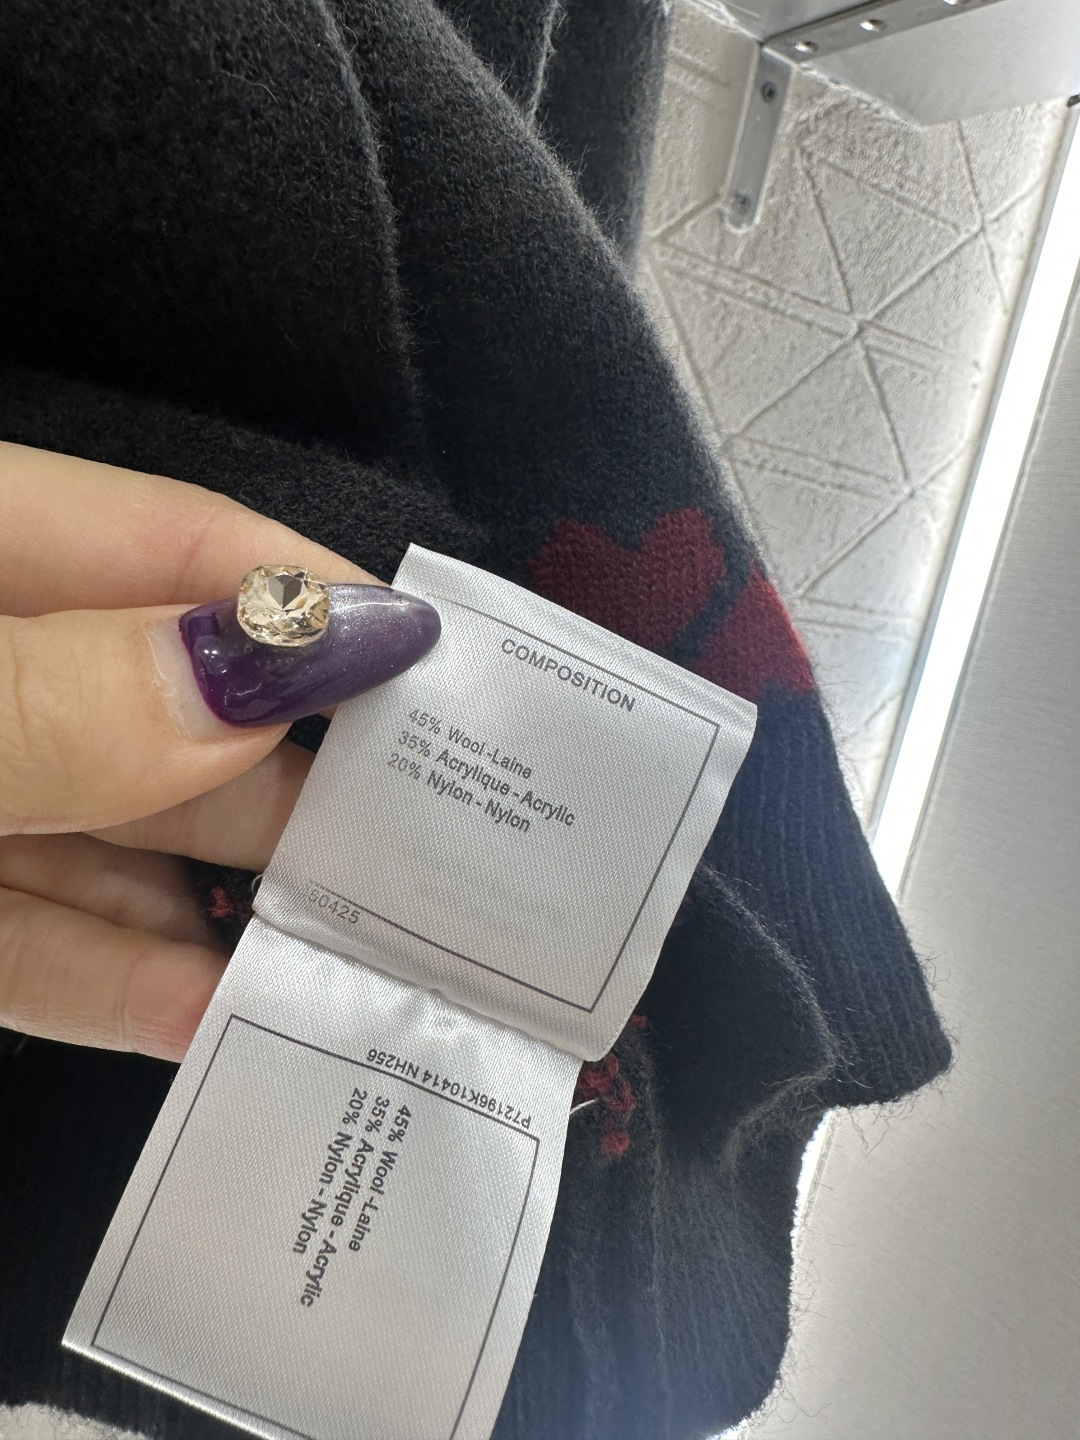 COMPOSITION
45% Wool-Laine
35% Acrylique - Acrylic
20% Nylon - Nylon
60425
P72196K10414 NH256
45% Wool-Laine
35% Acrylique - Acrylic
20% Nylon - Nylon